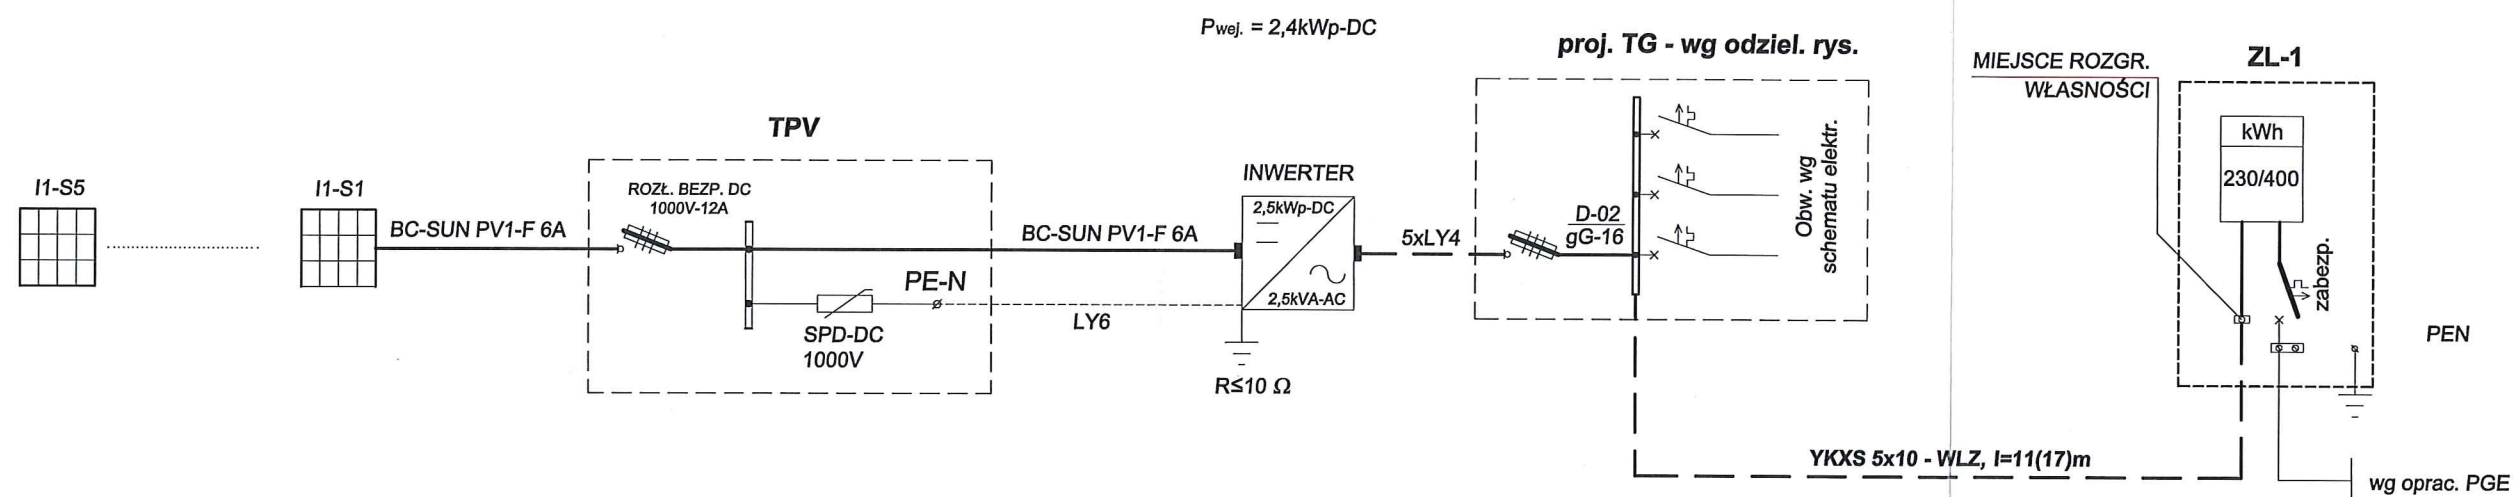 Pwej. = 2,4kWp-DC
proj. TG - wg odziel. rys.
MIEJSCE ROZGR.
WŁASNOŚCI
ZL-1
kWh
230/400
TPV
I1-S5
I1-S1
BC-SUN PV1-F 6A
ROZŁ. BEZP. DC
1000V-12A
BC-SUN PV1-F 6A
PE-N
SPD-DC
1000V
LY6
INWERTER
2,5kWp-DC
2,5kVA-AC
R≤10 Ω
5xLY4
D-02
gG-16
Obw. wg
schematu elektr.
zabezp.
PEN
YKXS 5x10 - WLZ, l=11(17)m
wg oprac. PGE